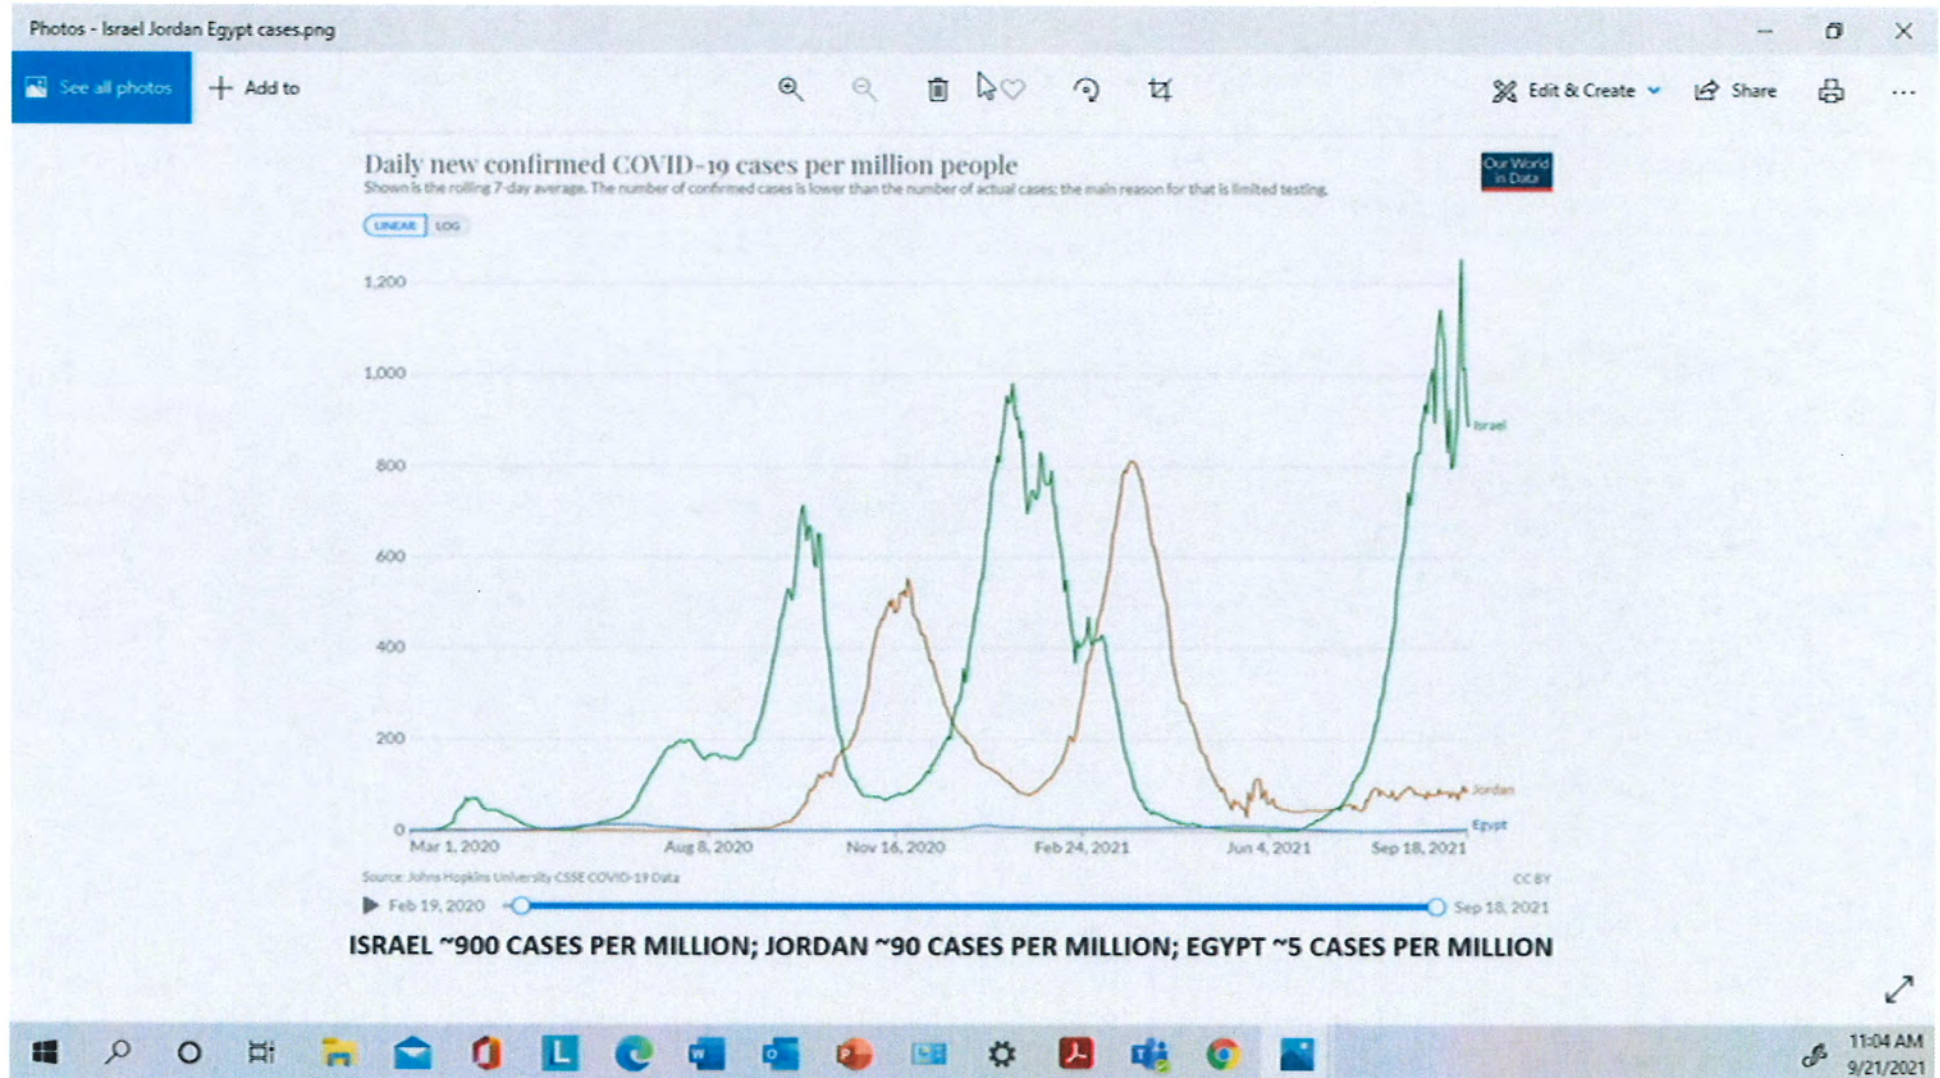 Photos - Israel Jordan Egypt cases.png
See all photos
Add to
Edit & Create
Share
Daily new confirmed COVID-19 cases per million people
Our World
in Data
Shown is the rolling 7-day average. The number of confirmed cases is lower than the number of actual cases; the main reason for that is limited testing.
LINEAR LOG
1,200
1,000
Israel
800
600
400
200
Jordan
Egypt
0
Mar 1, 2020 Aug 8, 2020 Nov 16, 2020 Feb 24, 2021 Jun 4, 2021 Sep 18, 2021
Source: Johns Hopkins University CSSE COVID-19 Data CC BY
Feb 19, 2020 Sep 18, 2021
ISRAEL ~900 CASES PER MILLION; JORDAN ~90 CASES PER MILLION; EGYPT ~5 CASES PER MILLION
11:04 AM
9/21/2021